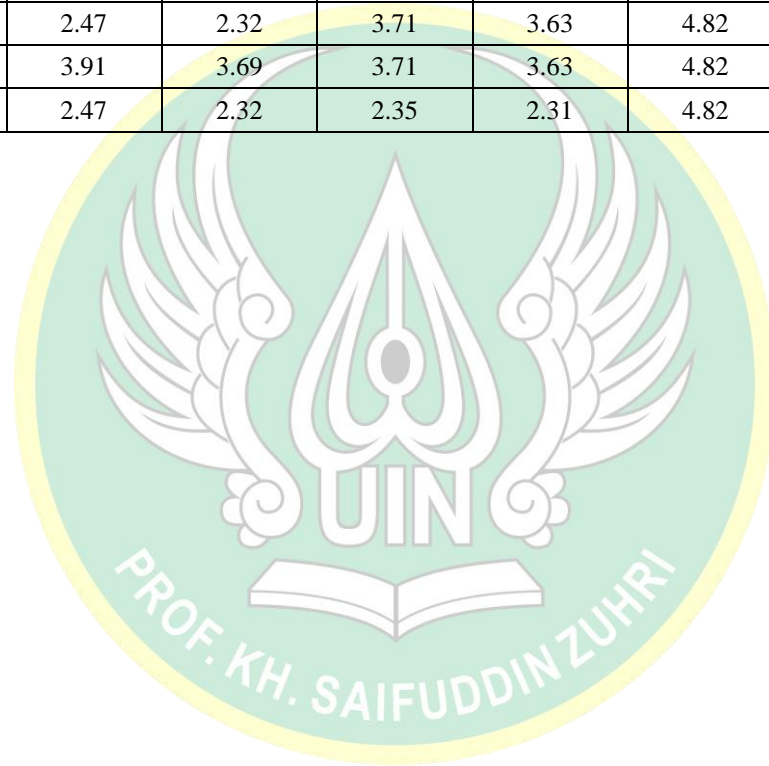 2.47 2.32 3.71 3.63 4.82
3.91 3.69 3.71 3.63 4.82
2.47 2.32 2.35 2.31 4.82
UIN
PROF. KH. SAIFUDDIN ZUHRI